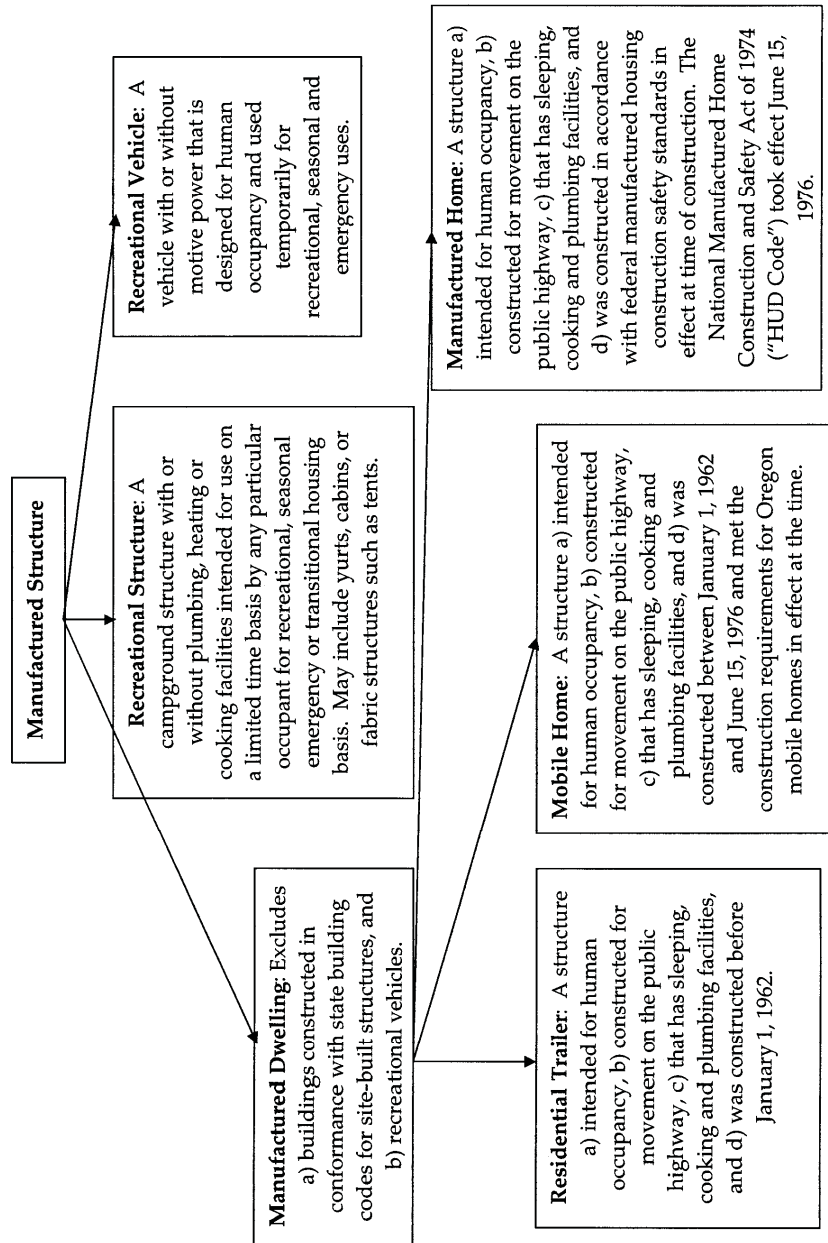 Manufactured Structure
Manufactured Dwelling: Excludes
a) buildings constructed in
conformance with state building
codes for site-built structures, and
b) recreational vehicles.
Recreational Structure: A
campground structure with or
without plumbing, heating or
cooking facilities intended for use on
a limited time basis by any particular
occupant for recreational, seasonal
emergency or transitional housing
basis. May include yurts, cabins, or
fabric structures such as tents.
Recreational Vehicle: A
vehicle with or without
motive power that is
designed for human
occupancy and used
temporarily for
recreational, seasonal and
emergency uses.
Residential Trailer: A structure
a) intended for human
occupancy, b) constructed for
movement on the public
highway, c) that has sleeping,
cooking and plumbing facilities,
and d) was constructed before
January 1, 1962.
Mobile Home: A structure a) intended
for human occupancy, b) constructed
for movement on the public highway,
c) that has sleeping, cooking and
plumbing facilities, and d) was
constructed between January 1, 1962
and June 15, 1976 and met the
construction requirements for Oregon
mobile homes in effect at the time.
Manufactured Home: A structure a)
intended for human occupancy, b)
constructed for movement on the
public highway, c) that has sleeping,
cooking and plumbing facilities, and
d) was constructed in accordance
with federal manufactured housing
construction safety standards in
effect at time of construction. The
National Manufactured Home
Construction and Safety Act of 1974
("HUD Code") took effect June 15,
1976.